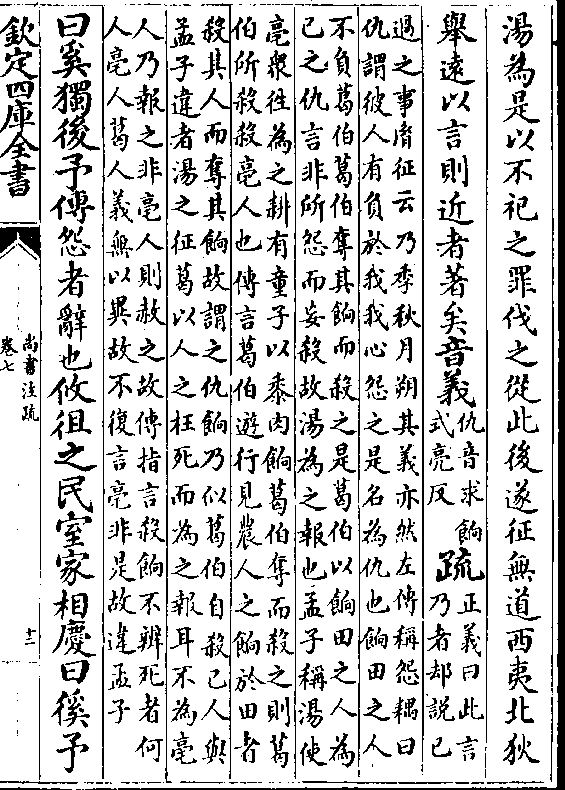 湯為是以不祀之罪伐之從此後遂征無道西夷北狄
舉遠以言則近者著矣音義仇音求餉
式亮反疏正義曰此言
乃者却説已
過之事胤征云乃季秋月朔其義亦然左傳稱怨耦曰
仇謂彼人有負於我我心怨之是名為仇也餉田之人
不負葛伯葛伯奪其餉而殺之是葛伯以餉田之人為
已之仇言非所怨而妄殺故湯為之報也孟子稱湯使
亳衆徃為之耕有童子以黍肉餉葛伯奪而殺之則葛
伯所殺殺亳人也傳言葛伯遊行見農人之餉於田者
殺其人而奪其餉故謂之仇餉乃似葛伯自殺已人與
孟子違者湯之征葛以人之枉死而為之報耳不為亳
人乃報之非亳人則赦之故傳指言殺餉不辨死者何
人亳人葛人義無以異故不復言亳非是故違孟子
曰奚獨後予傳怨者辭也攸徂之民室家相慶曰徯予
欽定四庫全書
尚書注疏
卷七
十二